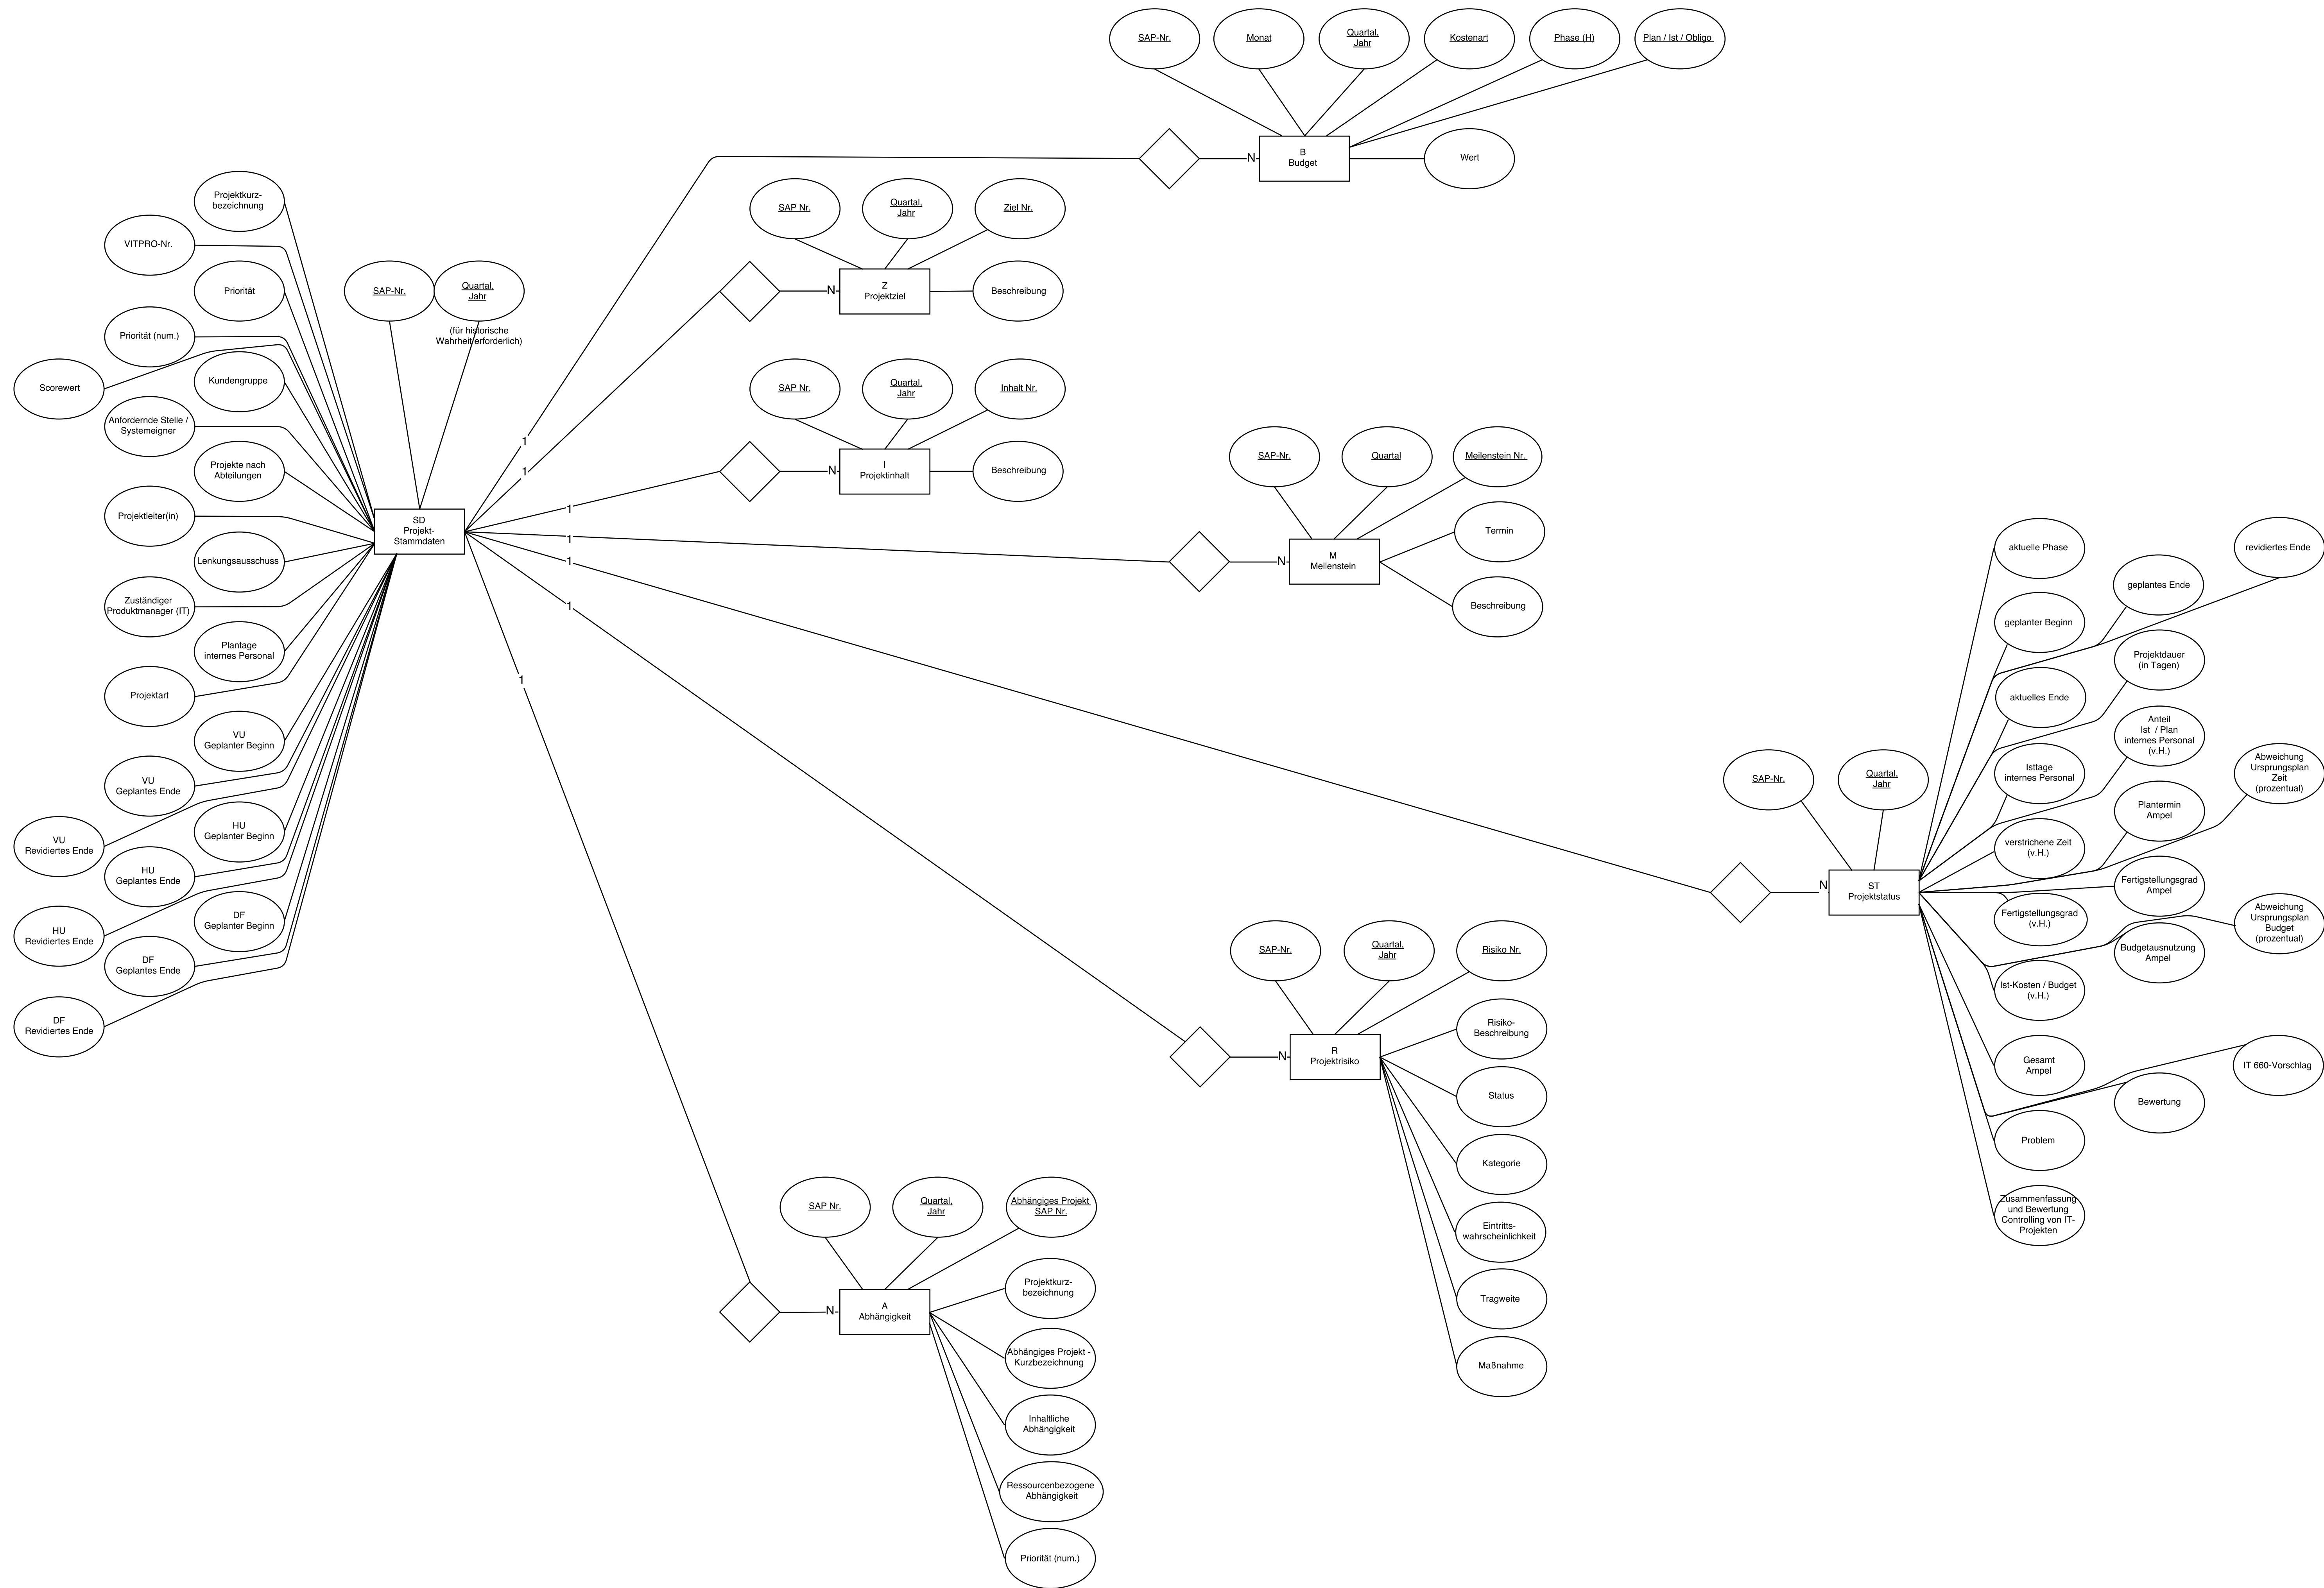 SAP-Nr.
Monat
Quartal,
Jahr
Kostenart
Phase (H)
Plan / Ist / Obligo
B
Budget
N
Wert
Projektkurz-
bezeichnung
VITPRO-Nr.
Priorität
Priorität (num.)
Scorewert
Kundengruppe
Anfordernde Stelle /
Systemeigner
Projekte nach
Abteilungen
Projektleiter(in)
Lenkungsausschuss
Zuständiger
Produktmanager (IT)
Plantage
internes Personal
Projektart
VU
Geplanter Beginn
VU
Geplantes Ende
VU
Revidiertes Ende
HU
Geplanter Beginn
HU
Geplantes Ende
HU
Revidiertes Ende
DF
Geplanter Beginn
DF
Geplantes Ende
DF
Revidiertes Ende
SAP-Nr.
Quartal,
Jahr
(für historische
Wahrheit erforderlich)
SD
Projekt-
Stammdaten
1
1
1
1
1
1
1
SAP Nr.
Quartal,
Jahr
Ziel Nr.
N
Z
Projektziel
Beschreibung
SAP Nr.
Quartal,
Jahr
Inhalt Nr.
N
I
Projektinhalt
Beschreibung
SAP-Nr.
Quartal
Meilenstein Nr.
N
M
Meilenstein
Termin
Beschreibung
SAP-Nr.
Quartal,
Jahr
N
ST
Projektstatus
aktuelle Phase
revidiertes Ende
geplantes Ende
geplanter Beginn
Projektdauer
(in Tagen)
aktuelles Ende
Anteil
Ist / Plan
internes Personal
(v.H.)
Isttage
internes Personal
Abweichung
Ursprungsplan
Zeit
(prozentual)
Plantermin
Ampel
verstrichene Zeit
(v.H.)
Fertigstellungsgrad
Ampel
Fertigstellungsgrad
(v.H.)
Abweichung
Ursprungsplan
Budget
(prozentual)
Budgetausnutzung
Ampel
Ist-Kosten / Budget
(v.H.)
Gesamt
Ampel
IT 660-Vorschlag
Bewertung
Problem
Zusammenfassung
und Bewertung
Controlling von IT-
Projekten
SAP-Nr.
Quartal,
Jahr
Risiko Nr.
N
R
Projektrisiko
Risiko-
Beschreibung
Status
Kategorie
Eintritts-
wahrscheinlichkeit
Tragweite
Maßnahme
SAP Nr.
Quartal,
Jahr
Abhängiges Projekt
SAP Nr.
N
A
Abhängigkeit
Projektkurz-
bezeichnung
Abhängiges Projekt -
Kurzbezeichnung
Inhaltliche
Abhängigkeit
Ressourcenbezogene
Abhängigkeit
Priorität (num.)